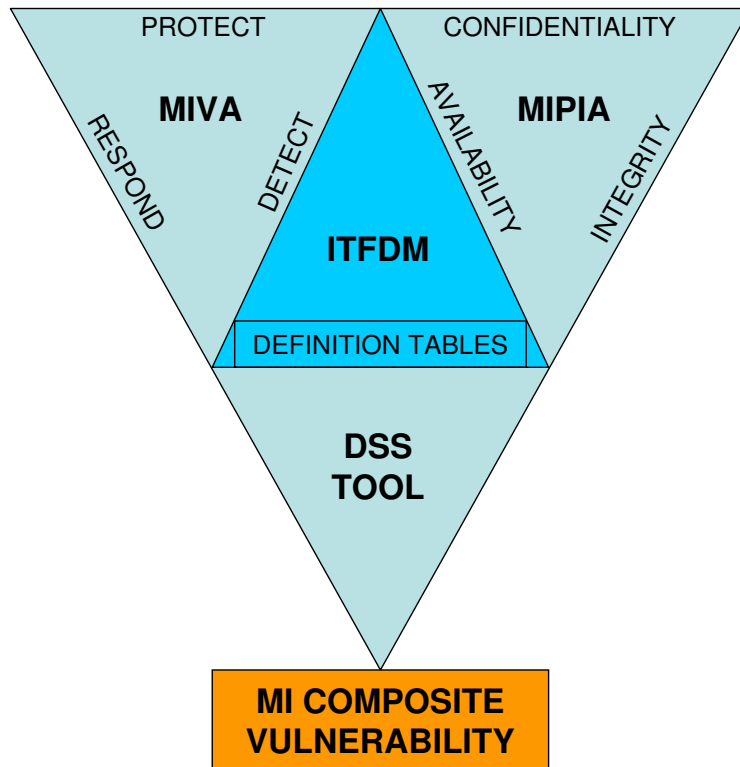 PROTECT
CONFIDENTIALITY
MIVA
MIPIA
RESPOND
DETECT
AVAILABILITY
INTEGRITY
ITFDM
DEFINITION TABLES
DSS
TOOL
MI COMPOSITE
VULNERABILITY